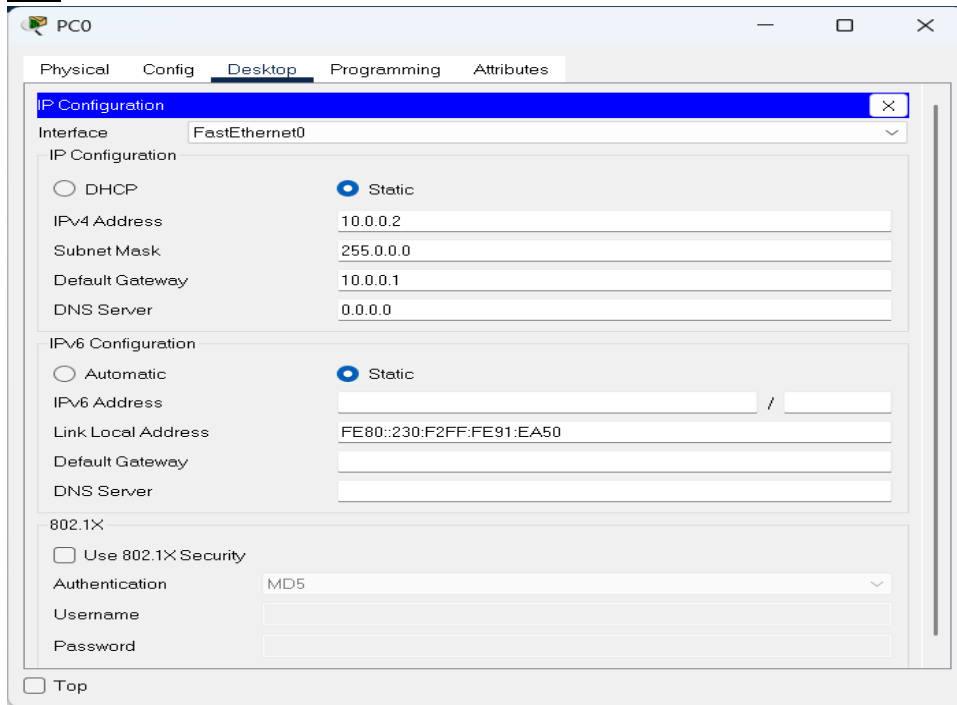 PC0
Physical Config Desktop Programming Attributes
IP Configuration X
Interface FastEthernet0
IP Configuration
DHCP Static
IPv4 Address 10.0.0.2
Subnet Mask 255.0.0.0
Default Gateway 10.0.0.1
DNS Server 0.0.0.0
IPv6 Configuration
Automatic Static
IPv6 Address /
Link Local Address FE80::230:F2FF:FE91:EA50
Default Gateway
DNS Server
802.1X
Use 802.1X Security
Authentication MD5
Username
Password
Top